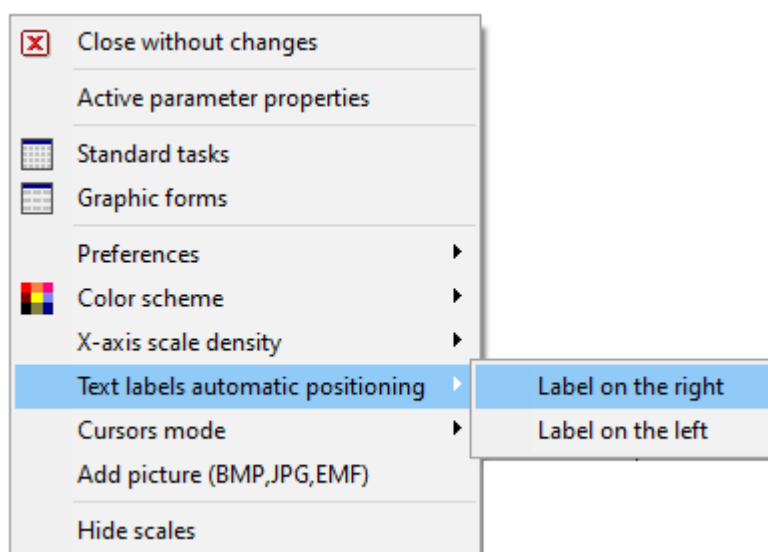 Close without changes
Active parameter properties
Standard tasks
Graphic forms
Preferences
Color scheme
X-axis scale density
Text labels automatic positioning
Label on the right
Label on the left
Cursors mode
Add picture (BMP,JPG,EMF)
Hide scales